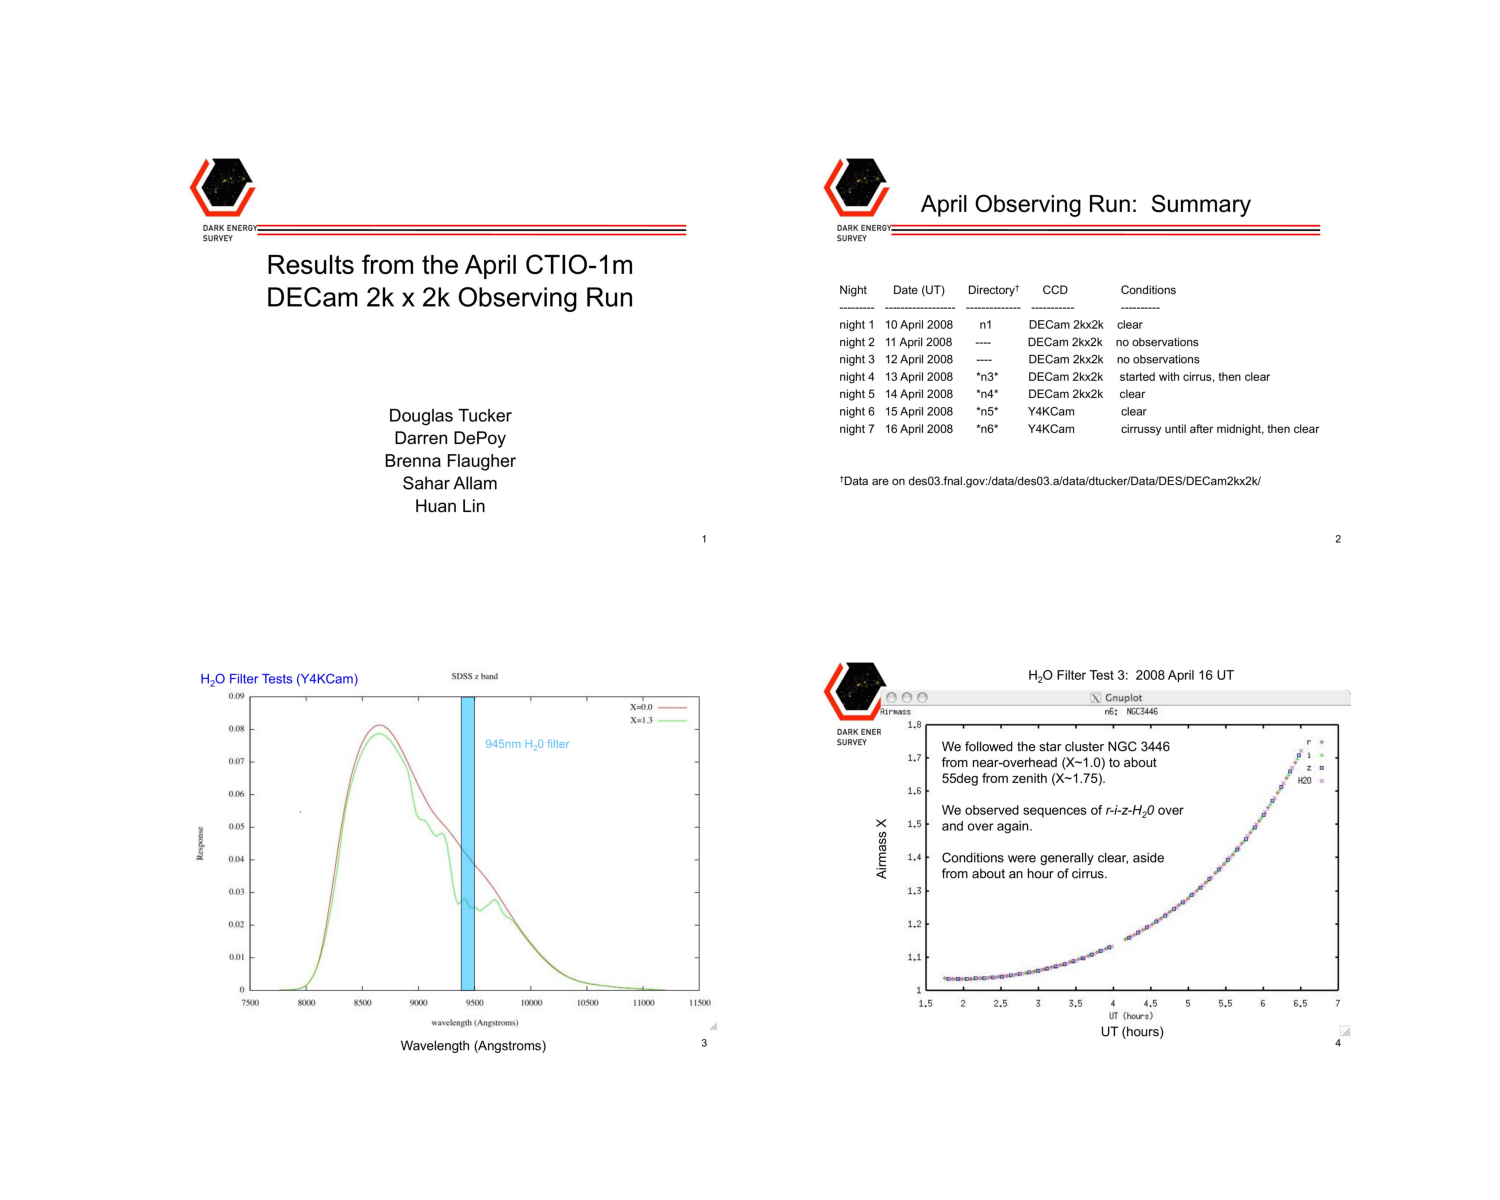 DARK ENERGY
SURVEY
Results from the April CTIO-1m
DECam 2k x 2k Observing Run
Douglas Tucker
Darren DePoy
Brenna Flaugher
Sahar Allam
Huan Lin
1
DARK ENERGY
SURVEY
April Observing Run:  Summary
Night Date (UT) Directory† CCD Conditions
--------- ------------------ -------------- ----------- ----------
night 1 10 April 2008 n1 DECam 2kx2k clear
night 2 11 April 2008 ---- DECam 2kx2k no observations
night 3 12 April 2008 ---- DECam 2kx2k no observations
night 4 13 April 2008 *n3* DECam 2kx2k started with cirrus, then clear
night 5 14 April 2008 *n4* DECam 2kx2k clear
night 6 15 April 2008 *n5* Y4KCam clear
night 7 16 April 2008 *n6* Y4KCam cirrussy until after midnight, then clear
†Data are on des03.fnal.gov:/data/des03.a/data/dtucker/Data/DES/DECam2kx2k/
2
H2O Filter Tests (Y4KCam)
SDSS z band
0.09
0.08
0.07
0.06
0.05
0.04
0.03
0.02
0.01
0
Response
X=0.0
X=1.3
945nm H20 filter
7500 8000 8500 9000 9500 10000 10500 11000 11500
wavelength (Angstroms)
Wavelength (Angstroms)
3
DARK ENER
SURVEY
H2O Filter Test 3:  2008 April 16 UT
X Gnuplot
Airmass
n6: NGC3446
1.8
1.7
1.6
1.5
1.4
1.3
1.2
1.1
1
Airmass X
We followed the star cluster NGC 3446
from near-overhead (X~1.0) to about
55deg from zenith (X~1.75).
We observed sequences of r-i-z-H20 over
and over again.
Conditions were generally clear, aside
from about an hour of cirrus.
r
i
z
H2O
1.5 2 2.5 3 3.5 4 4.5 5 5.5 6 6.5 7
UT (hours)
UT (hours)
4